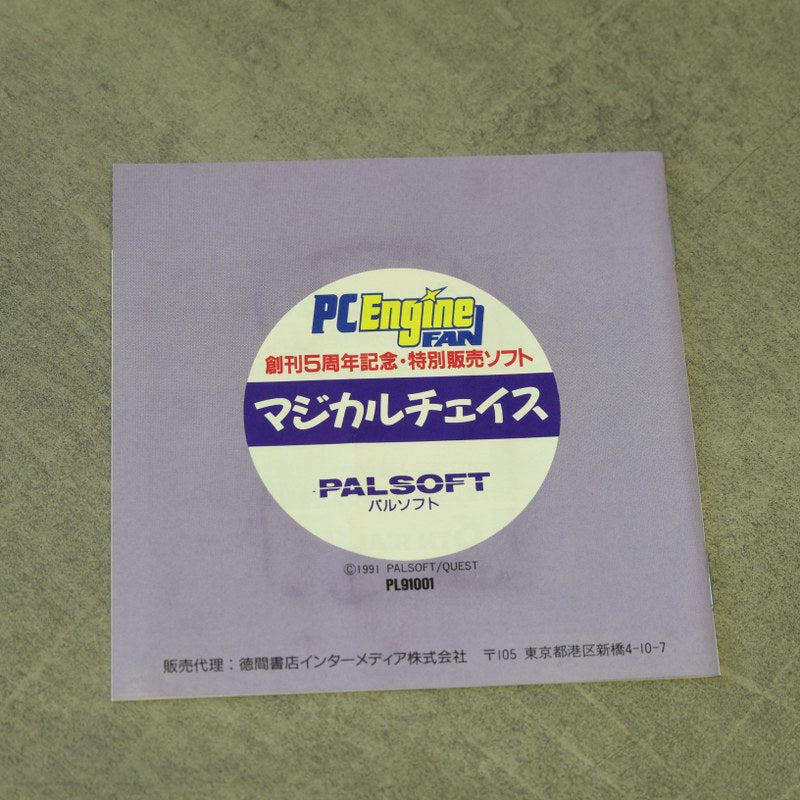 PC Engine
FAN
創刊5周年記念・特別販売ソフト
マジカルチェイス
PALSOFT
パルソフト
©1991 PALSOFT/QUEST
PL91001
販売代理：徳間書店インターメディア株式会社 〒105 東京都港区新橋4-10-7